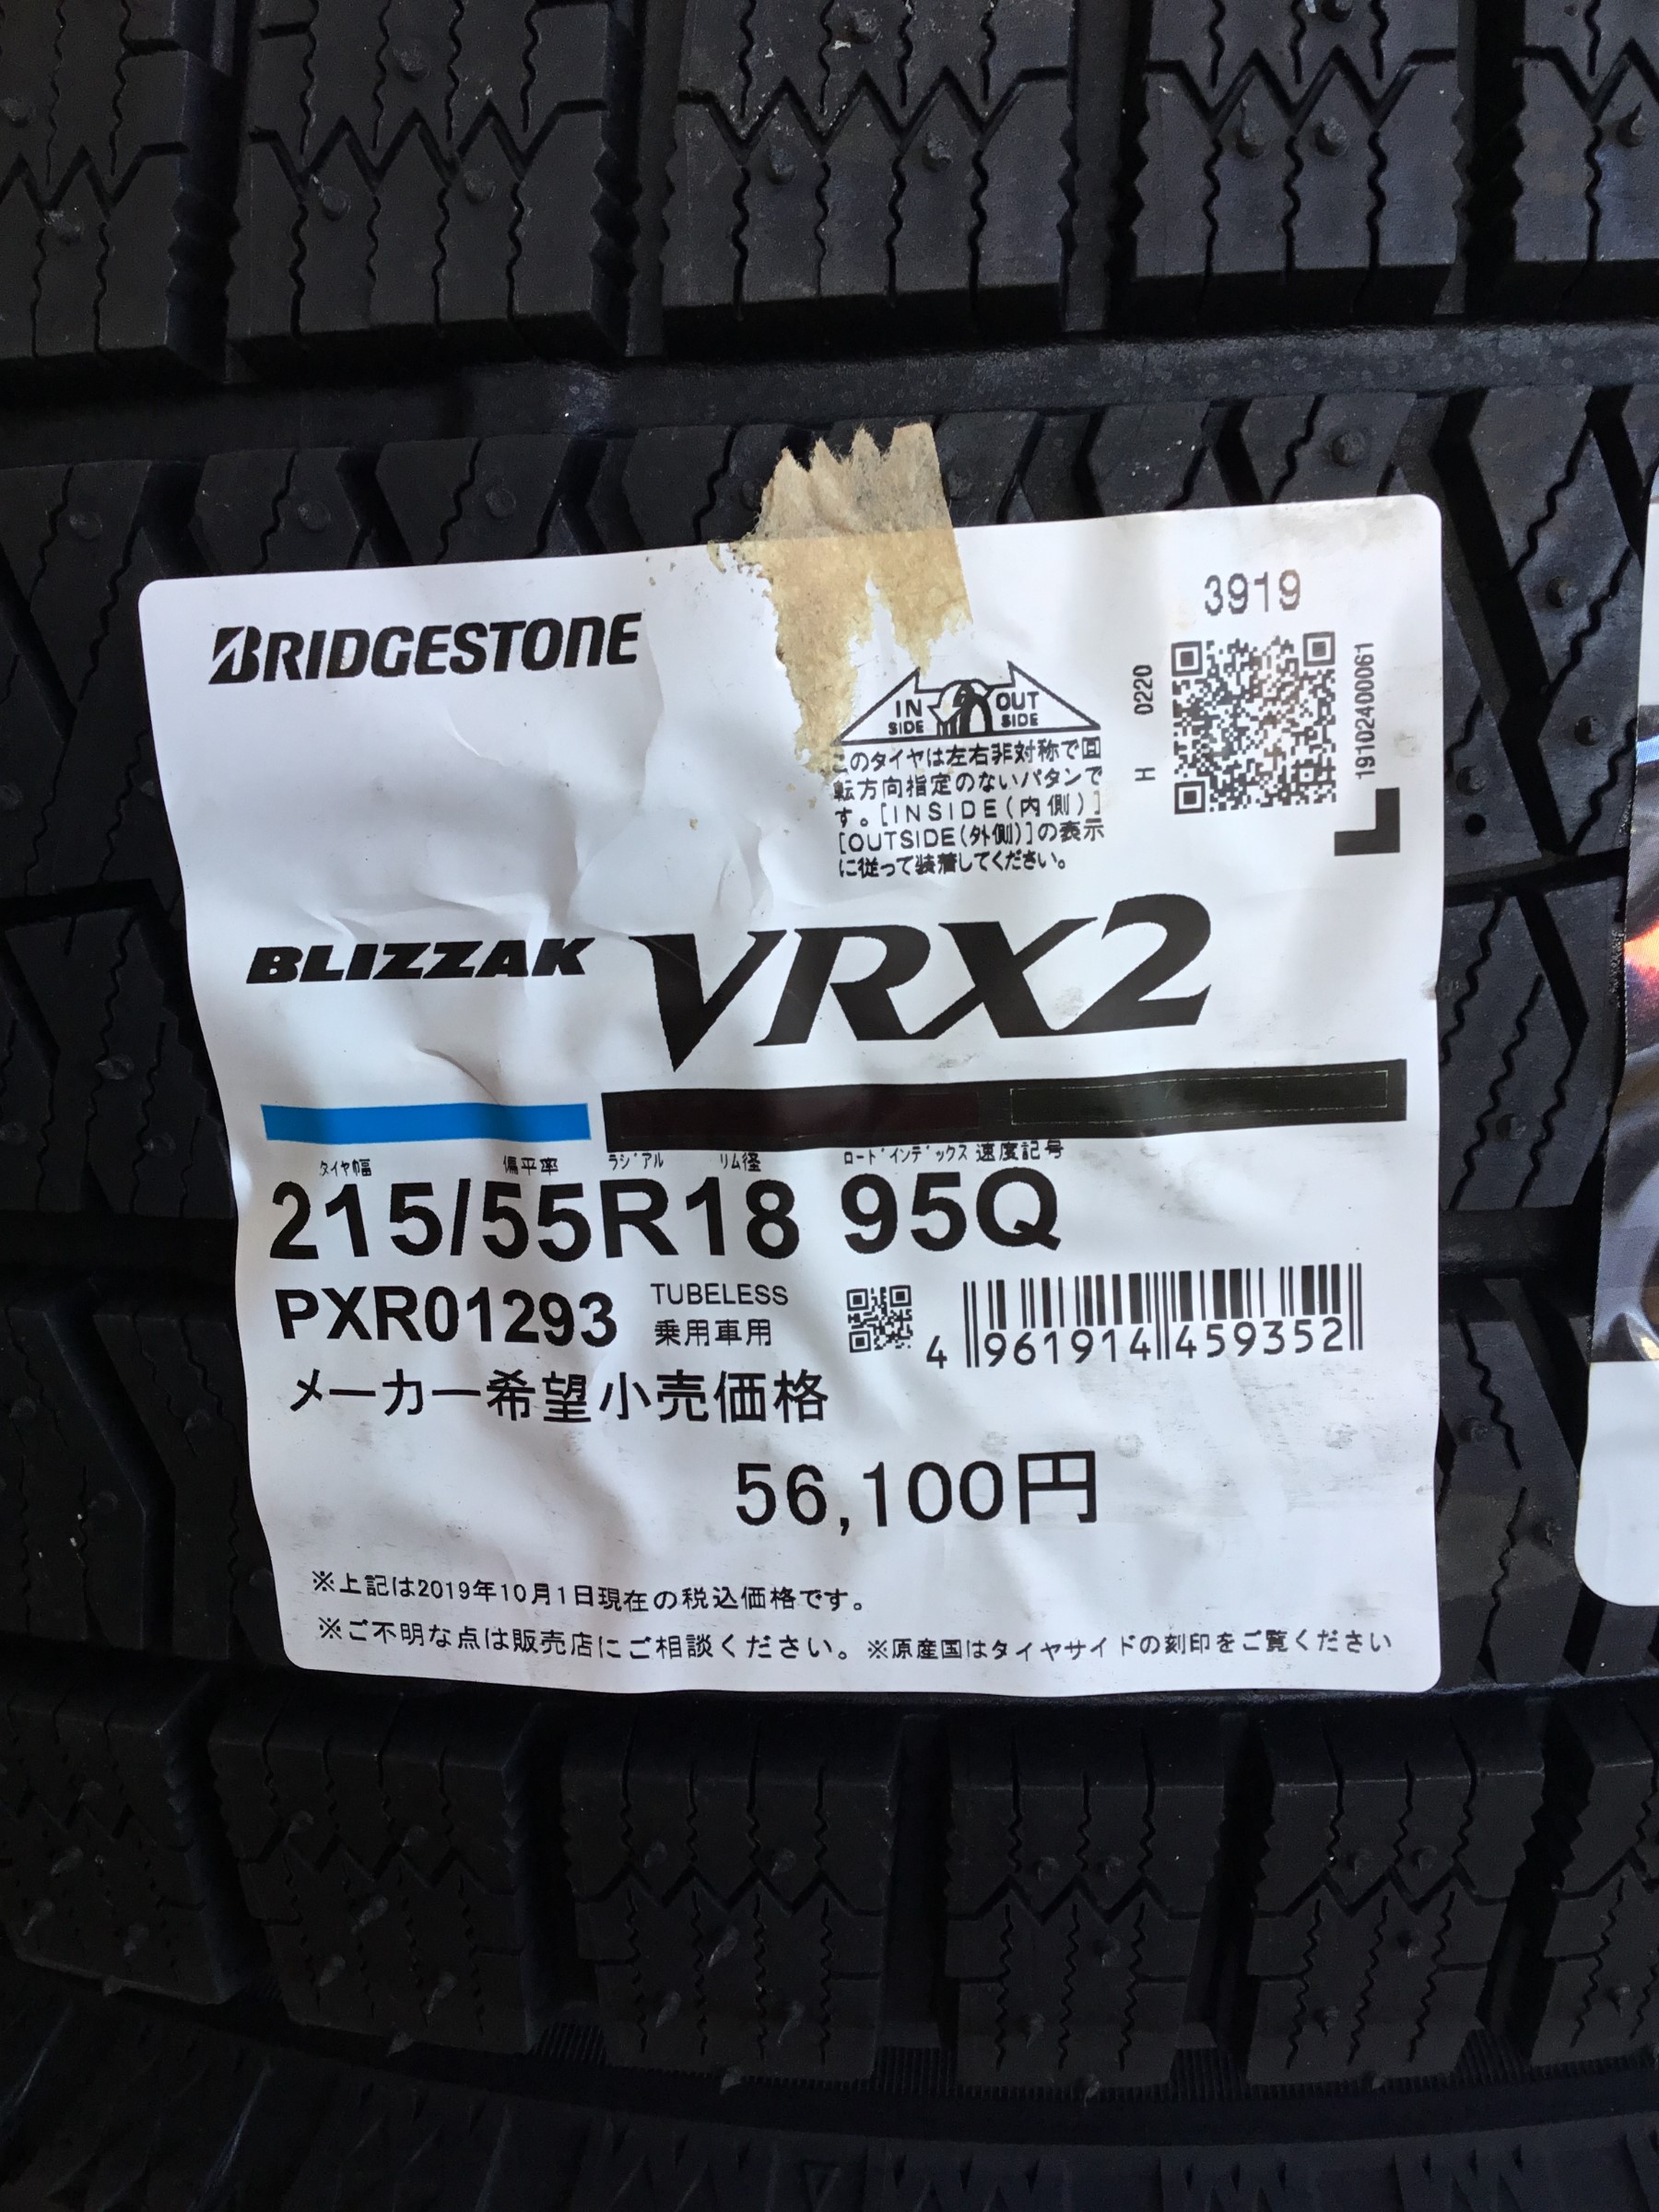 BRIDGESTONE
3919
H 0220
19102400061
IN SIDE
OUT SIDE
このタイヤは左右非対称で回
転方向指定のないパタンで
す。[INSIDE(内側)]
[OUTSIDE(外側)]の表示
に従って装着してください。
BLIZZAK VRX2
タイヤ幅 偏平率 ラジアル リム径 ロードインデックス 速度記号
215/55R18 95Q
PXR01293
TUBELESS
乗用車用
4 961914 459352
メーカー希望小売価格
56,100円
※上記は2019年10月1日現在の税込価格です。
※ご不明な点は販売店にご相談ください。※原産国はタイヤサイドの刻印をご覧ください